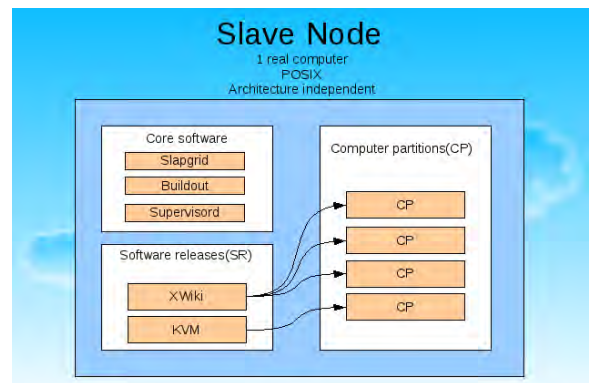 Slave Node
1 real computer
POSIX
Architecture independent
Core software
Slapgrid
Buildout
Supervisord
Software releases(SR)
XWiki
KVM
Computer partitions(CP)
CP
CP
CP
CP